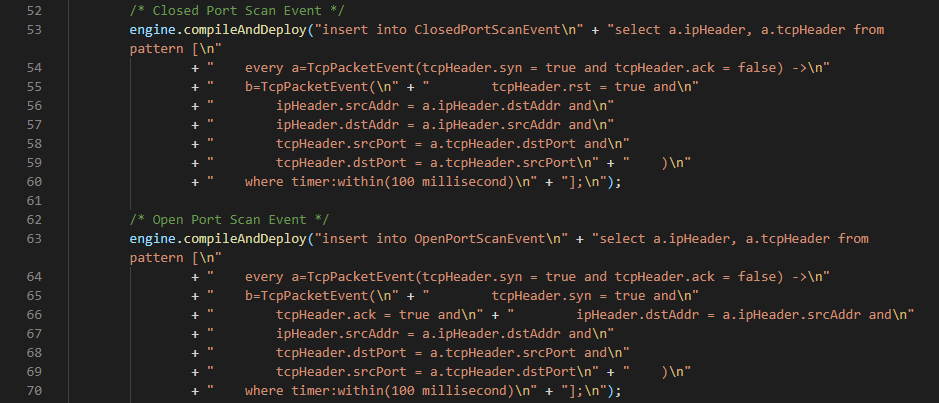 52 /* Closed Port Scan Event */
53 engine.compileAndDeploy("insert into ClosedPortScanEvent\n" + "select a.ipHeader, a.tcpHeader from
pattern [\n"
54 + "    every a=TcpPacketEvent(tcpHeader.syn = true and tcpHeader.ack = false) ->\n"
55 + "    b=TcpPacketEvent(\n" + "        tcpHeader.rst = true and\n"
56 + "        ipHeader.srcAddr = a.ipHeader.dstAddr and\n"
57 + "        ipHeader.dstAddr = a.ipHeader.srcAddr and\n"
58 + "        tcpHeader.srcPort = a.tcpHeader.dstPort and\n"
59 + "        tcpHeader.dstPort = a.tcpHeader.srcPort\n" + "    )\n"
60 + "    where timer:within(100 millisecond)\n" + "];\n");
61
62 /* Open Port Scan Event */
63 engine.compileAndDeploy("insert into OpenPortScanEvent\n" + "select a.ipHeader, a.tcpHeader from
pattern [\n"
64 + "    every a=TcpPacketEvent(tcpHeader.syn = true and tcpHeader.ack = false) ->\n"
65 + "    b=TcpPacketEvent(\n" + "        tcpHeader.syn = true and\n"
66 + "        tcpHeader.ack = true and\n" + "        ipHeader.dstAddr = a.ipHeader.srcAddr and\n"
67 + "        ipHeader.srcAddr = a.ipHeader.dstAddr and\n"
68 + "        tcpHeader.dstPort = a.tcpHeader.srcPort and\n"
69 + "        tcpHeader.srcPort = a.tcpHeader.dstPort\n" + "    )\n"
70 + "    where timer:within(100 millisecond)\n" + "];\n");